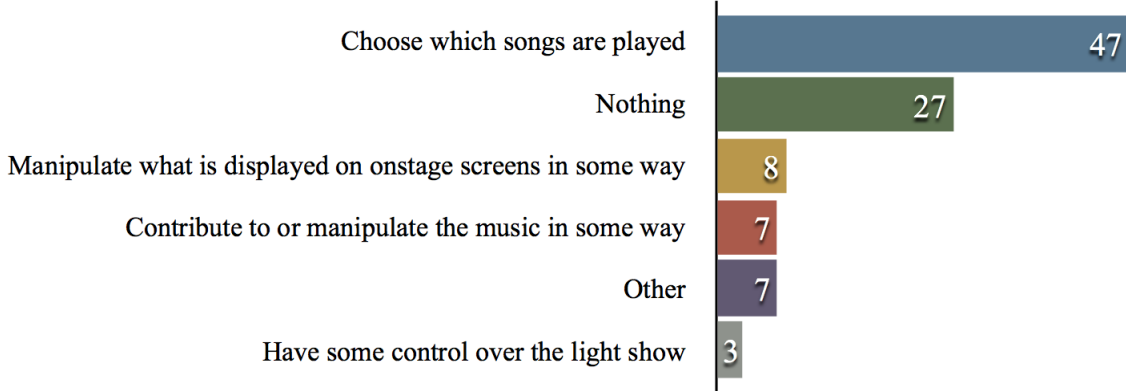 Choose which songs are played 47
Nothing 27
Manipulate what is displayed on onstage screens in some way 8
Contribute to or manipulate the music in some way 7
Other 7
Have some control over the light show 3